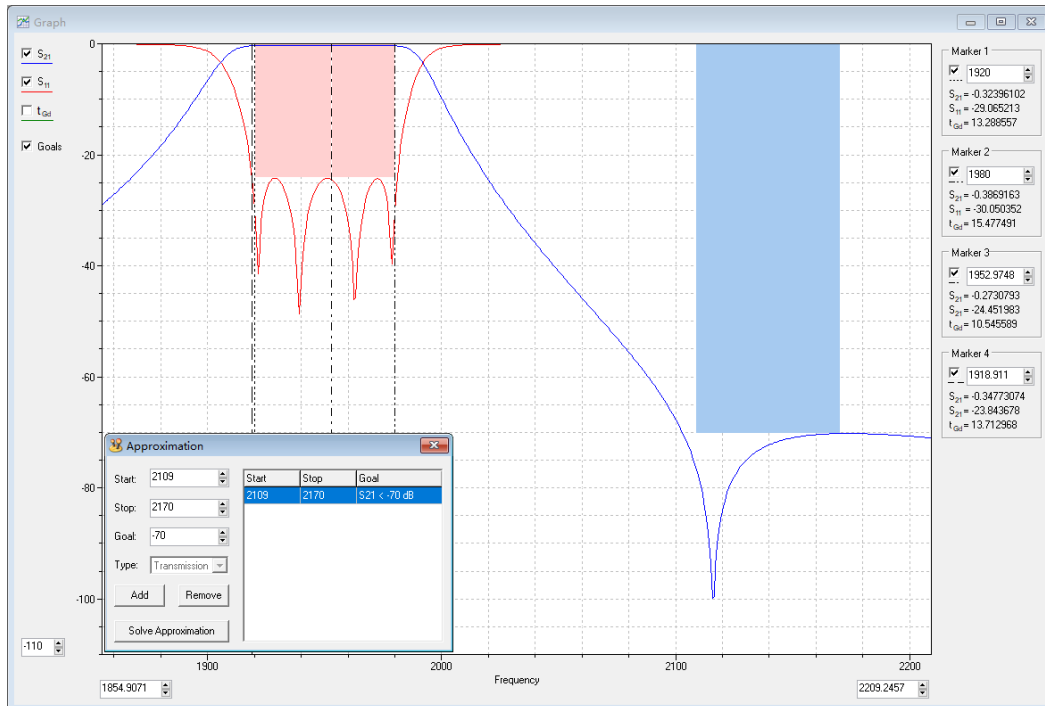 Graph
S21
S11
tGd
Goals
0
-20
-40
-60
-80
-100
-110
1900
2000
2100
2200
Frequency
1854.9071
2209.2457
Approximation
Start:
2109
Stop:
2170
Goal:
-70
Type:
Transmission
Add
Remove
Solve Approximation
Start
Stop
Goal
2109
2170
S21 < -70 dB
Marker 1
1920
S21 = -0.32396102
S11 = -29.065213
tGd = 13.288557
Marker 2
1980
S21 = -0.3869163
S11 = -30.050352
tGd = 15.477491
Marker 3
1952.9748
S21 = -0.2730793
S21 = -24.451983
tGd = 10.545589
Marker 4
1918.911
S21 = -0.34773074
S21 = -23.843678
tGd = 13.712968